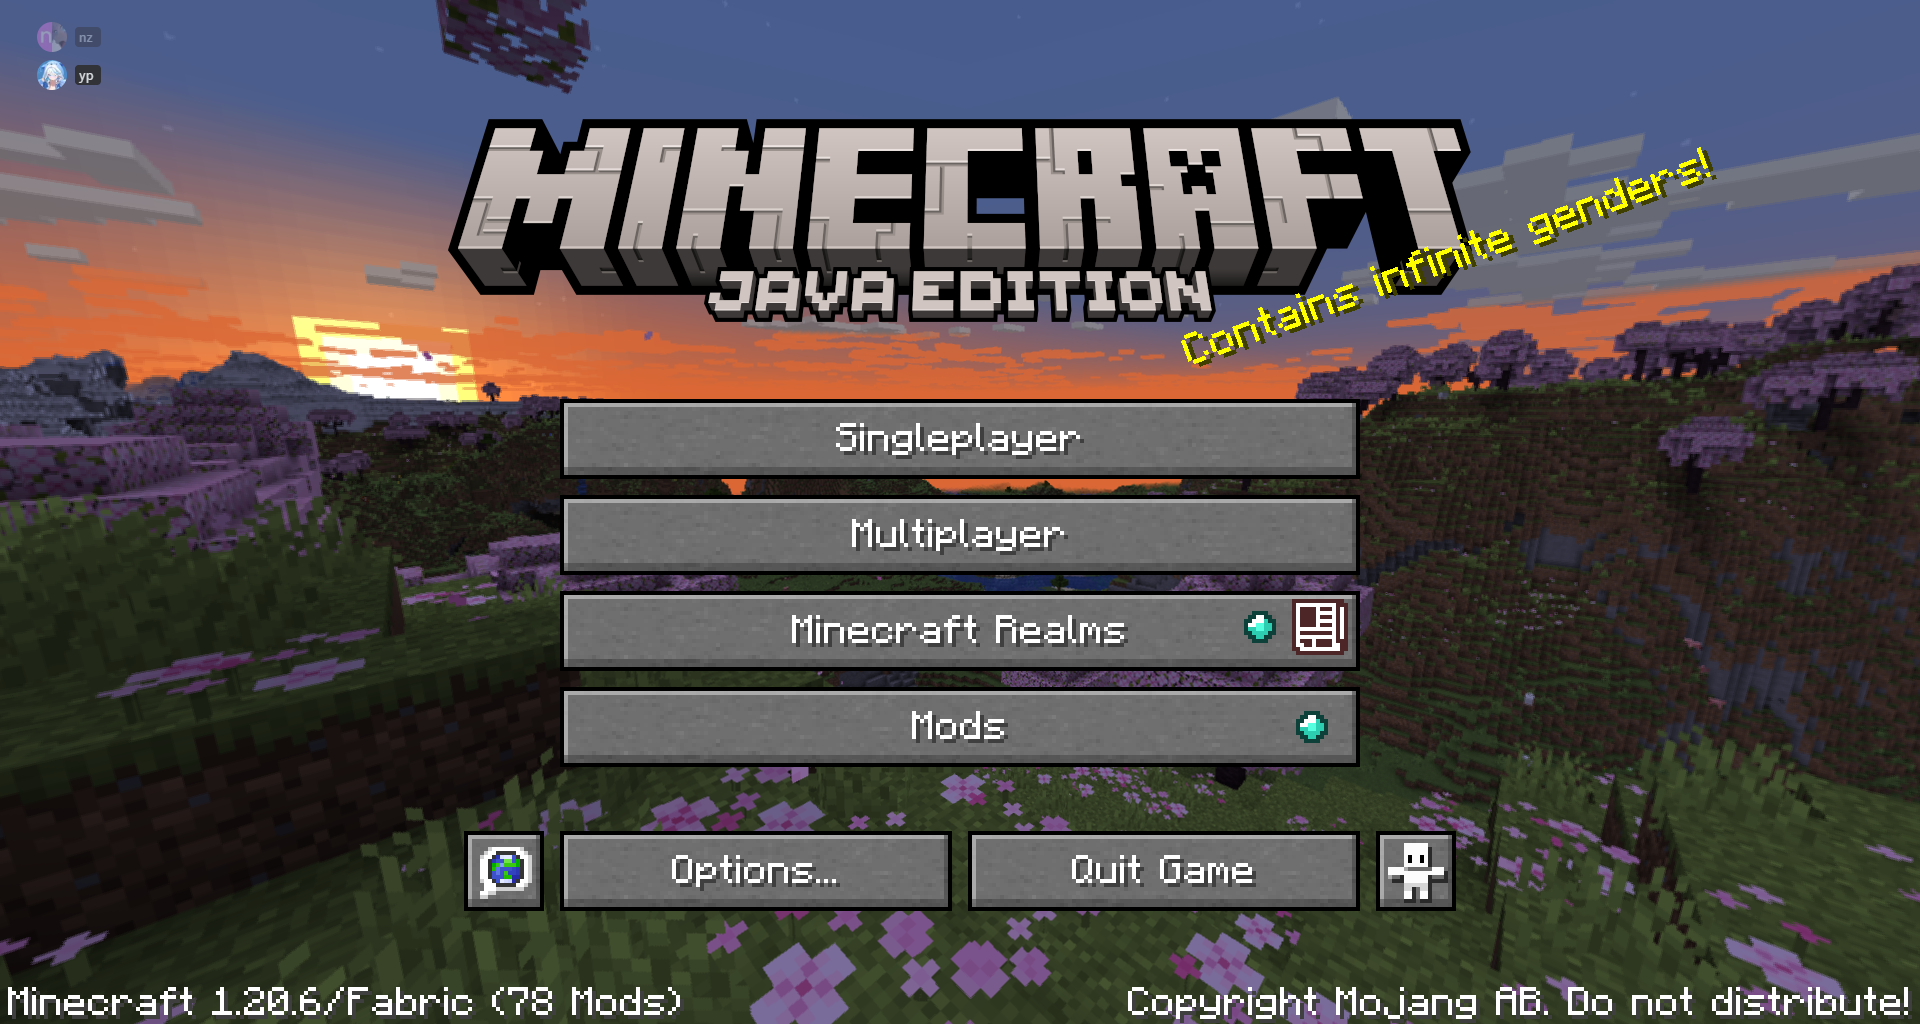 nz
yp
MINECRAFT
JAVA EDITION
Contains infinite genders!
Singleplayer
Multiplayer
Minecraft Realms
Mods
Options...
Quit Game
Minecraft 1.20.6/Fabric (78 Mods)
Copyright Mojang AB. Do not distribute!